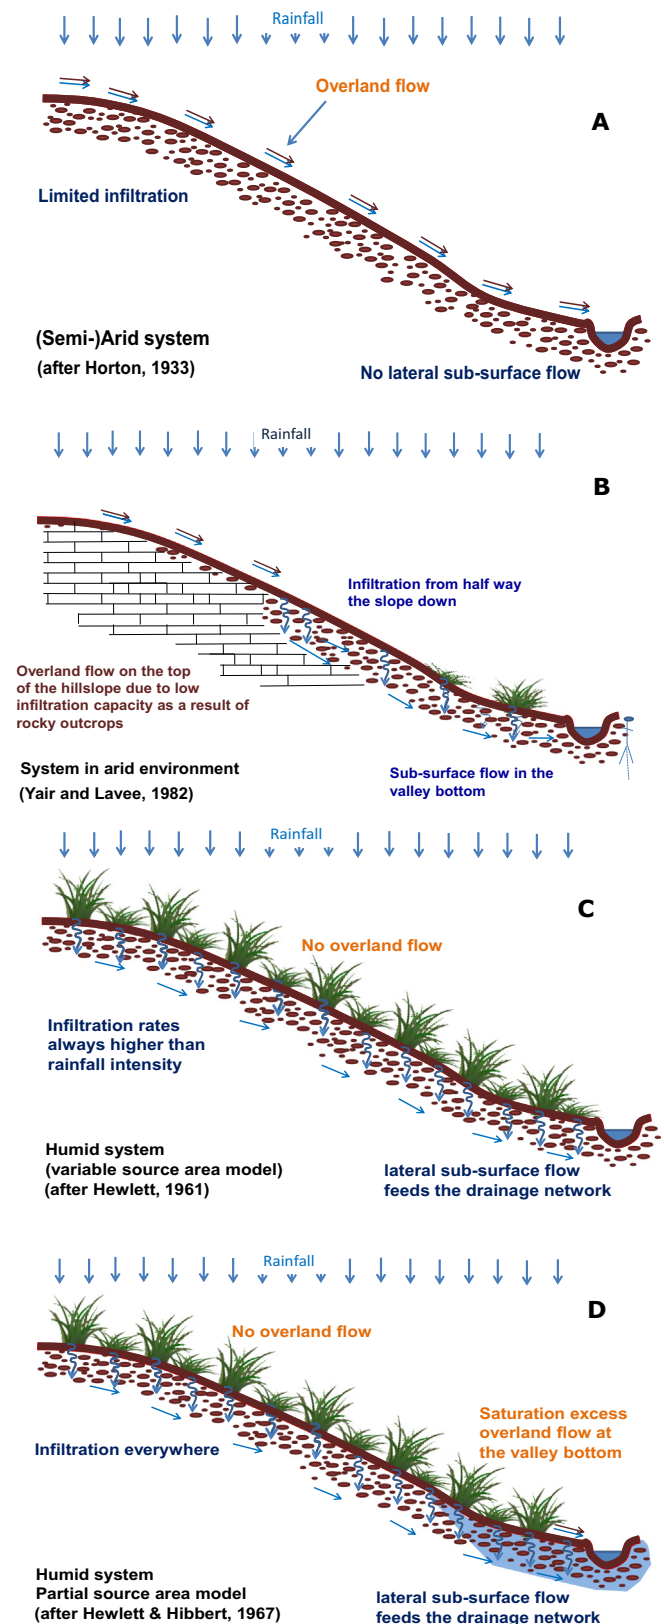 Rainfall
Overland flow
A
Limited infiltration
(Semi-)Arid system
(after Horton, 1933)
No lateral sub-surface flow
Rainfall
B
Infiltration from half way
the slope down
Overland flow on the top
of the hillslope due to low
infiltration capacity as a result of
rocky outcrops
System in arid environment
(Yair and Lavee, 1982)
Sub-surface flow in the
valley bottom
Rainfall
C
No overland flow
Infiltration rates
always higher than
rainfall intensity
Humid system
(variable source area model)
(after Hewlett, 1961)
lateral sub-surface flow
feeds the drainage network
Rainfall
D
No overland flow
Saturation excess
overland flow at
the valley bottom
Infiltration everywhere
Humid system
Partial source area model
(after Hewlett & Hibbert, 1967)
lateral sub-surface flow
feeds the drainage network